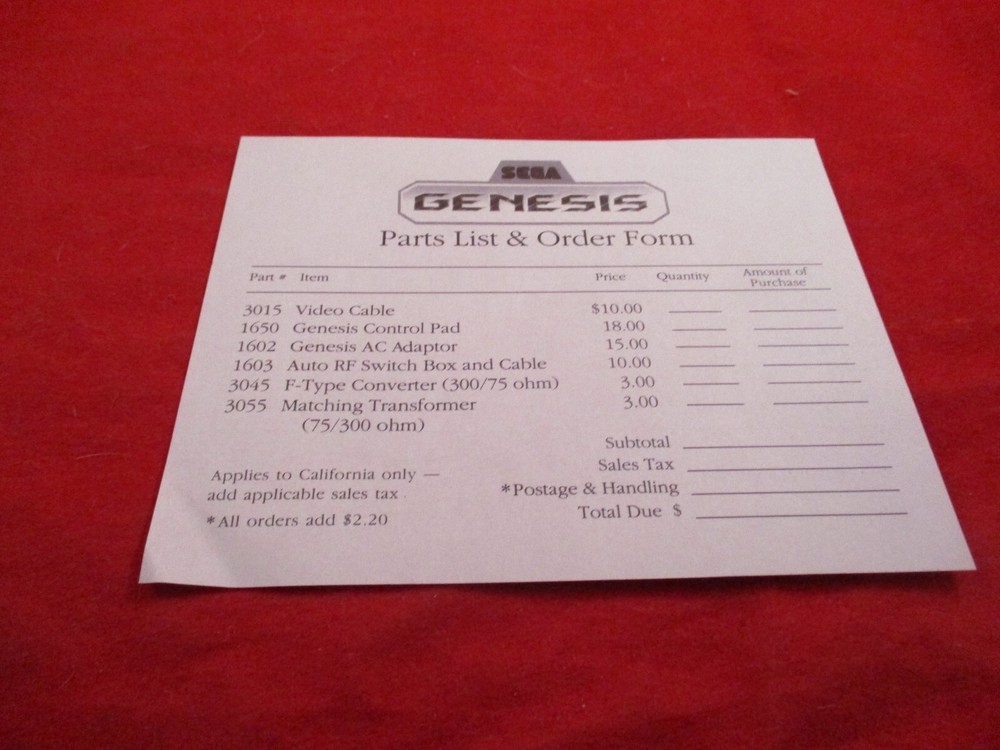 SEGA
GENESIS
Parts List & Order Form
Part # Item Price Quantity Amount of Purchase
3015 Video Cable $10.00
1650 Genesis Control Pad 18.00
1602 Genesis AC Adaptor 15.00
1603 Auto RF Switch Box and Cable 10.00
3045 F-Type Converter (300/75 ohm) 3.00
3055 Matching Transformer 3.00
(75/300 ohm)
Subtotal
Sales Tax
*Postage & Handling
Total Due $
Applies to California only —
add applicable sales tax
*All orders add $2.20